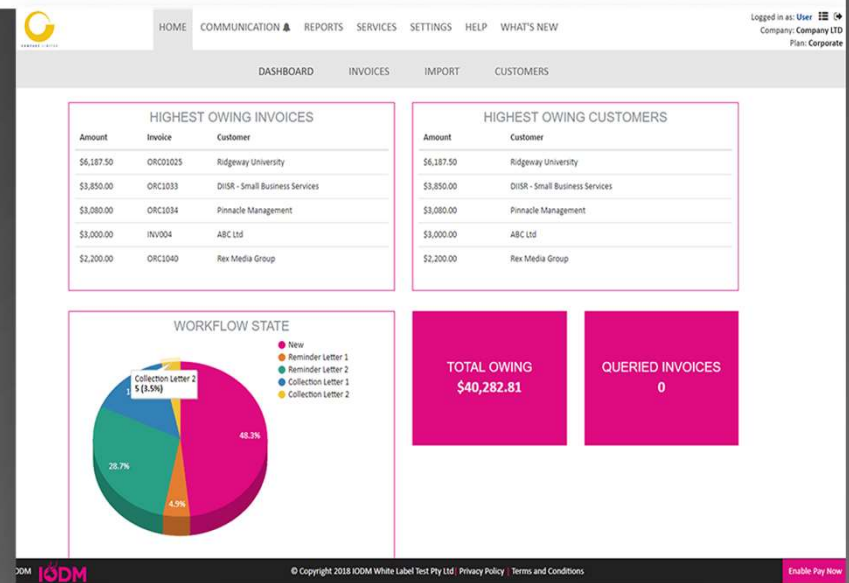 HOME COMMUNICATION REPORTS SERVICES SETTINGS HELP WHAT'S NEW
Logged in as: User
Company: Company LTD
Plan: Corporate
COMPANY LIMITED
DASHBOARD INVOICES IMPORT CUSTOMERS
HIGHEST OWING INVOICES
Amount Invoice Customer
$6,187.50 ORC01025 Ridgeway University
$3,850.00 ORC1033 DIISR - Small Business Services
$3,080.00 ORC1034 Pinnacle Management
$3,000.00 INV004 ABC Ltd
$2,200.00 ORC1040 Rex Media Group
HIGHEST OWING CUSTOMERS
Amount Customer
$6,187.50 Ridgeway University
$3,850.00 DIISR - Small Business Services
$3,080.00 Pinnacle Management
$3,000.00 ABC Ltd
$2,200.00 Rex Media Group
WORKFLOW STATE
New
Reminder Letter 1
Reminder Letter 2
Collection Letter 1
Collection Letter 2
Collection Letter 2
5 (3.5%)
48.3%
28.7%
4.9%
TOTAL OWING
$40,282.81
QUERIED INVOICES
0
DM IODM © Copyright 2018 IODM White Label Test Pty Ltd | Privacy Policy | Terms and Conditions
Enable Pay Now